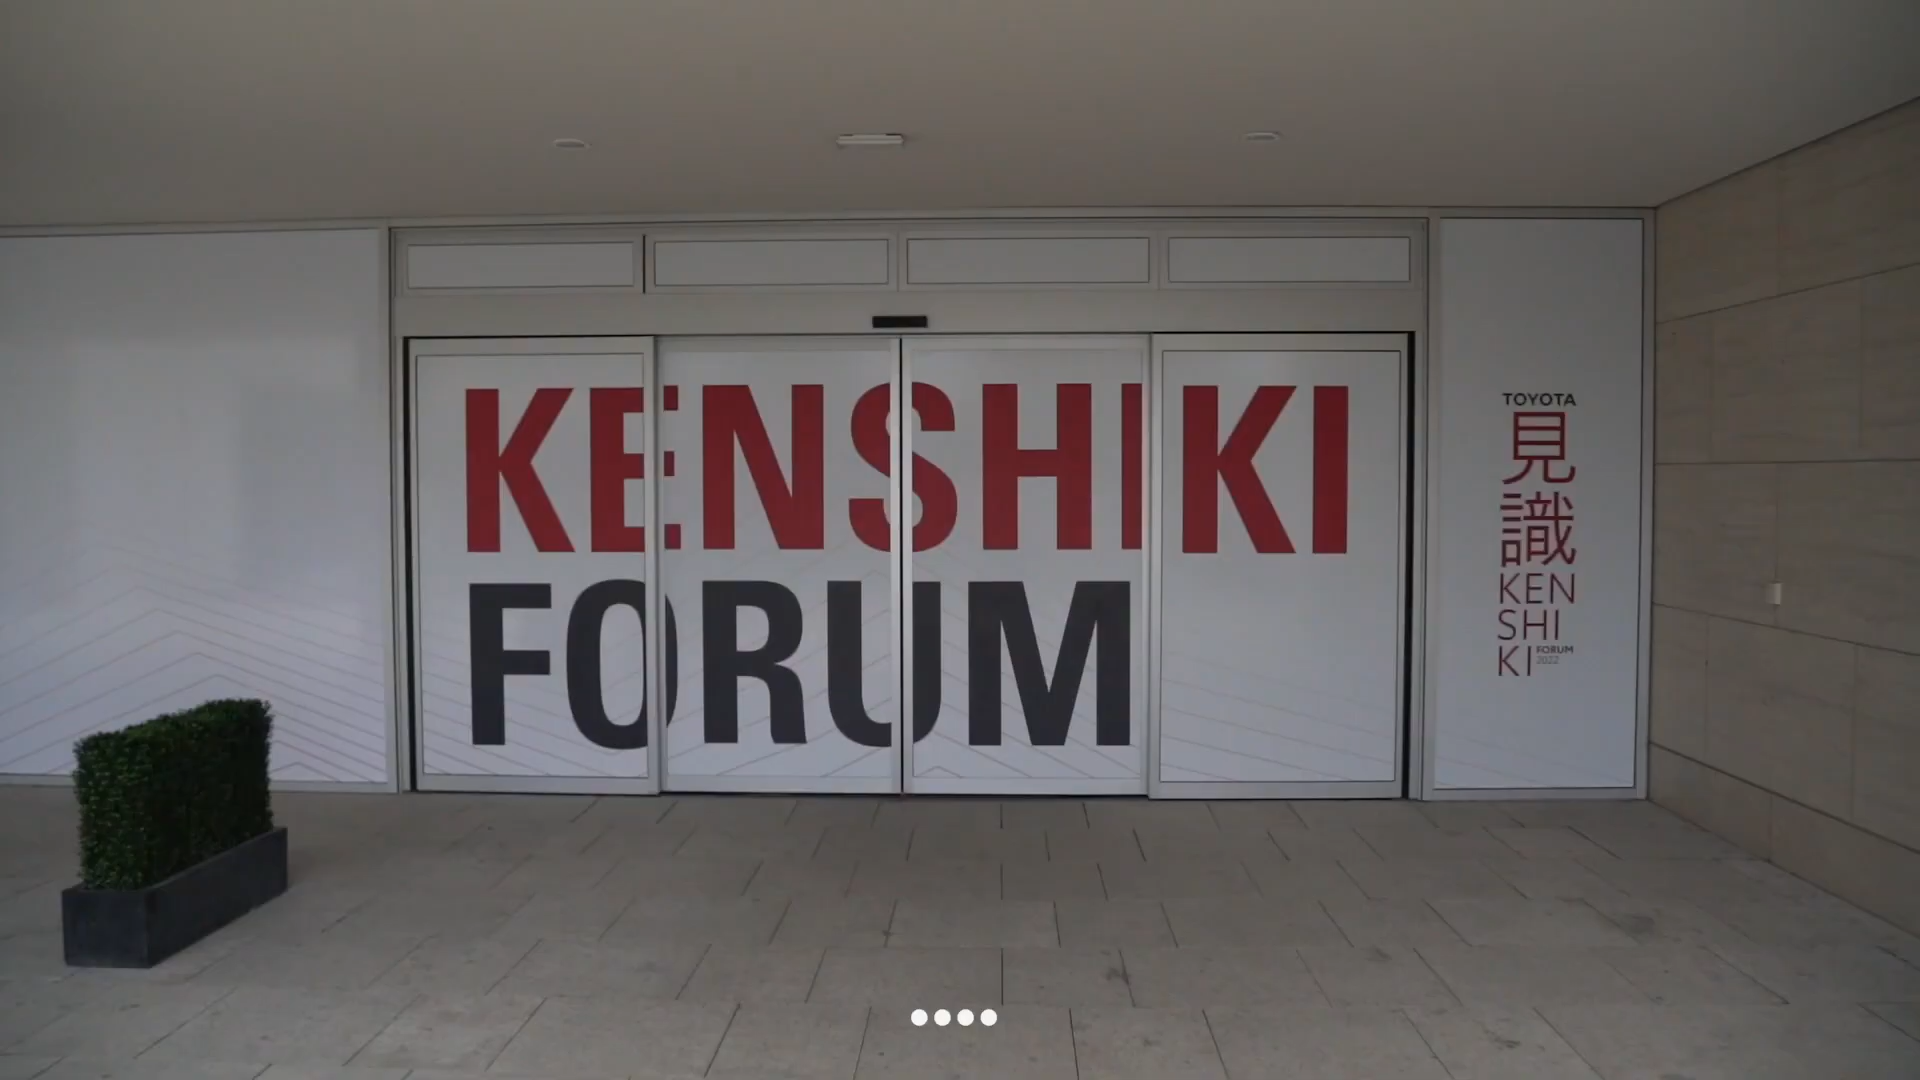 KENSHIKI
FORUM
TOYOTA
見
識
KEN
SHI
KI
FORUM
2022